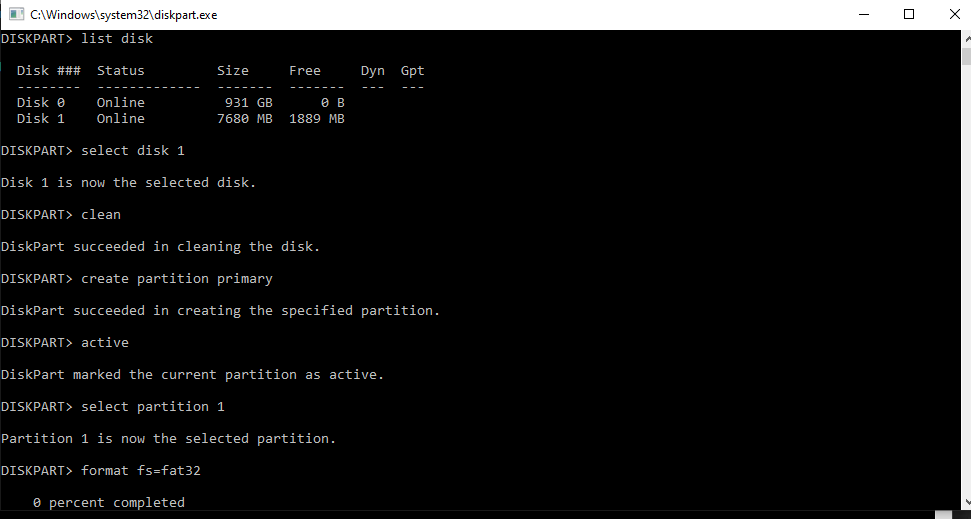 C:\Windows\system32\diskpart.exe
DISKPART> list disk
  Disk ###  Status         Size     Free     Dyn  Gpt
  --------  -------------  -------  -------  ---  ---
  Disk 0    Online          931 GB      0 B
  Disk 1    Online         7680 MB  1889 MB
DISKPART> select disk 1
Disk 1 is now the selected disk.
DISKPART> clean
DiskPart succeeded in cleaning the disk.
DISKPART> create partition primary
DiskPart succeeded in creating the specified partition.
DISKPART> active
DiskPart marked the current partition as active.
DISKPART> select partition 1
Partition 1 is now the selected partition.
DISKPART> format fs=fat32
    0 percent completed